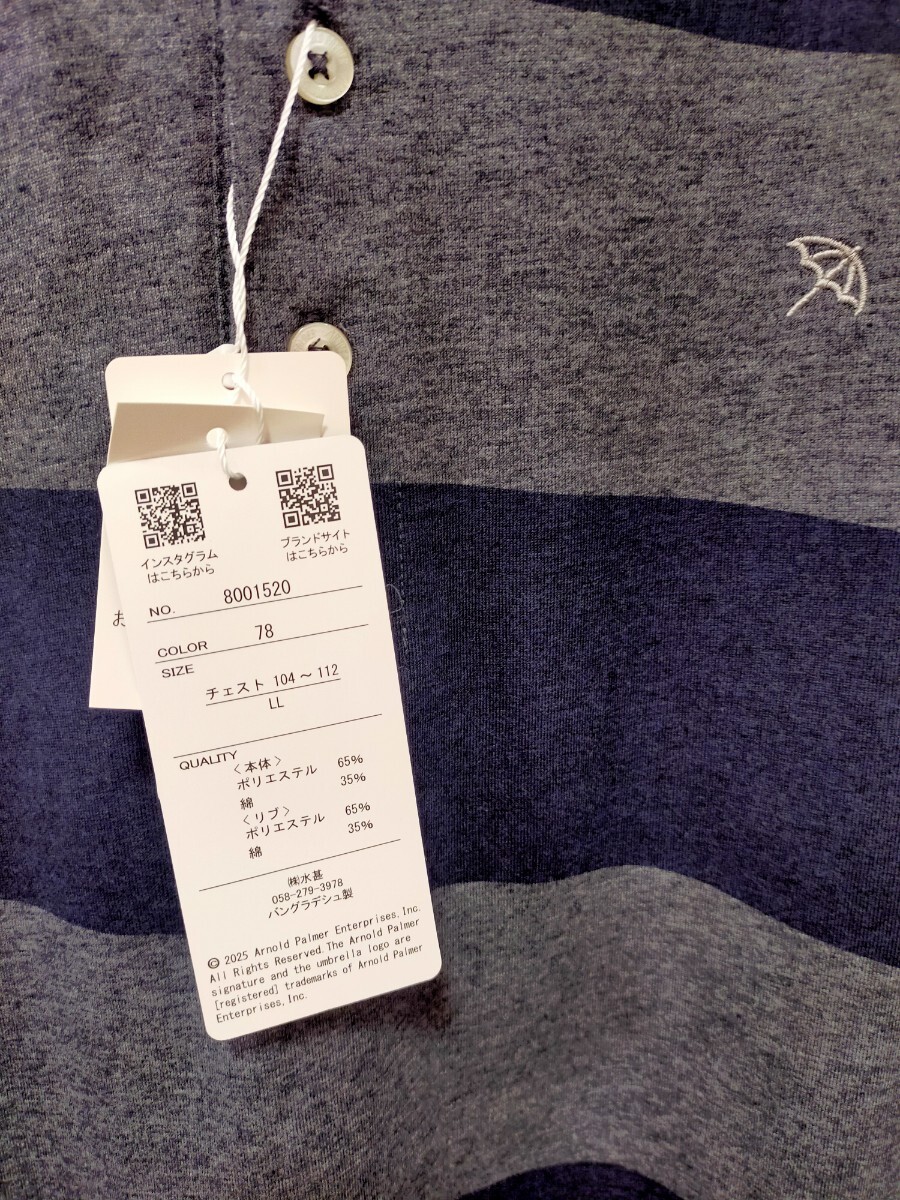 インスタグラム
はこちらから
ブランドサイト
はこちらから
NO. 8001520
COLOR 78
SIZE
チェスト 104～112
LL
QUALITY
〈本体〉
ポリエステル 65%
綿 35%
〈リブ〉
ポリエステル 65%
綿 35%
㈱水甚
058-279-3978
バングラデシュ製
© 2025 Arnold Palmer Enterprises,Inc.
All Rights Reserved.The Arnold Palmer
signature and the umbrella logo are
[registered] trademarks of Arnold Palmer
Enterprises,Inc.
お